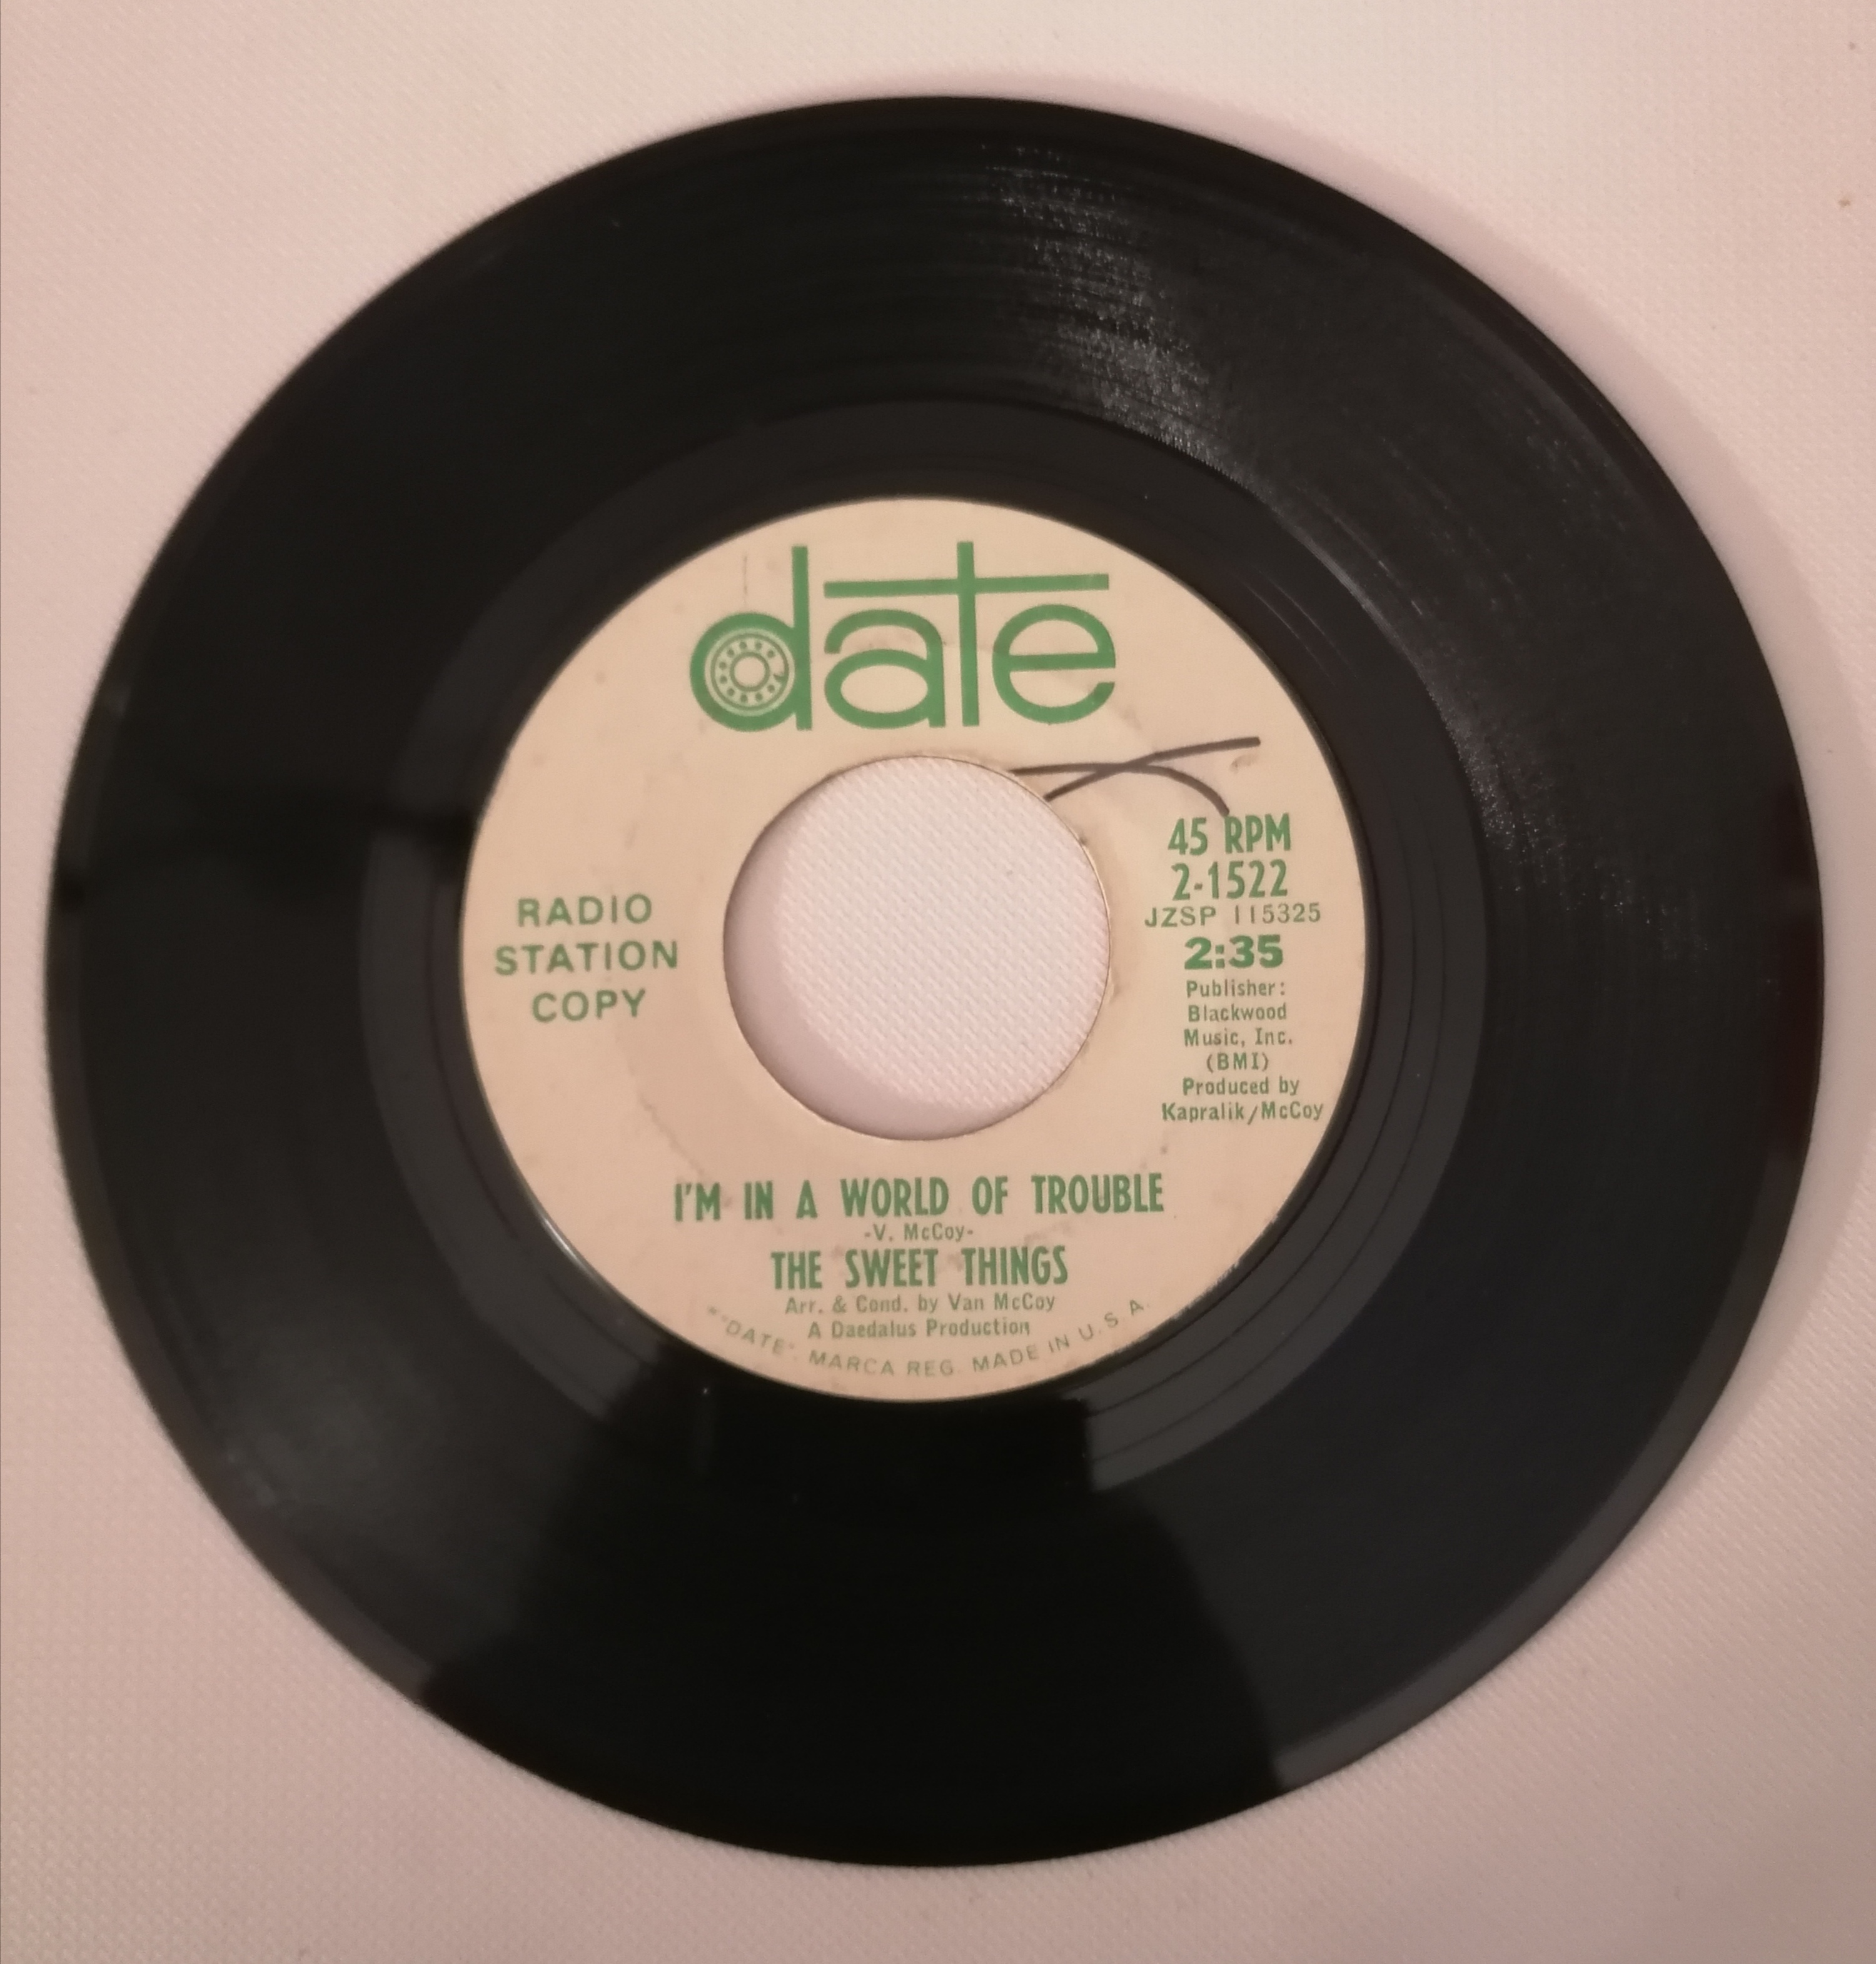 date
RADIO
STATION
COPY
45 RPM
2-1522
JZSP 115325
2:35
Publisher:
Blackwood
Music, Inc.
(BMI)
Produced by
Kapralik/McCoy
I'M IN A WORLD OF TROUBLE
-V. McCoy-
THE SWEET THINGS
Arr. & Cond. by Van McCoy
A Daedalus Production
"DATE". MARCA REG. MADE IN U. S. A.